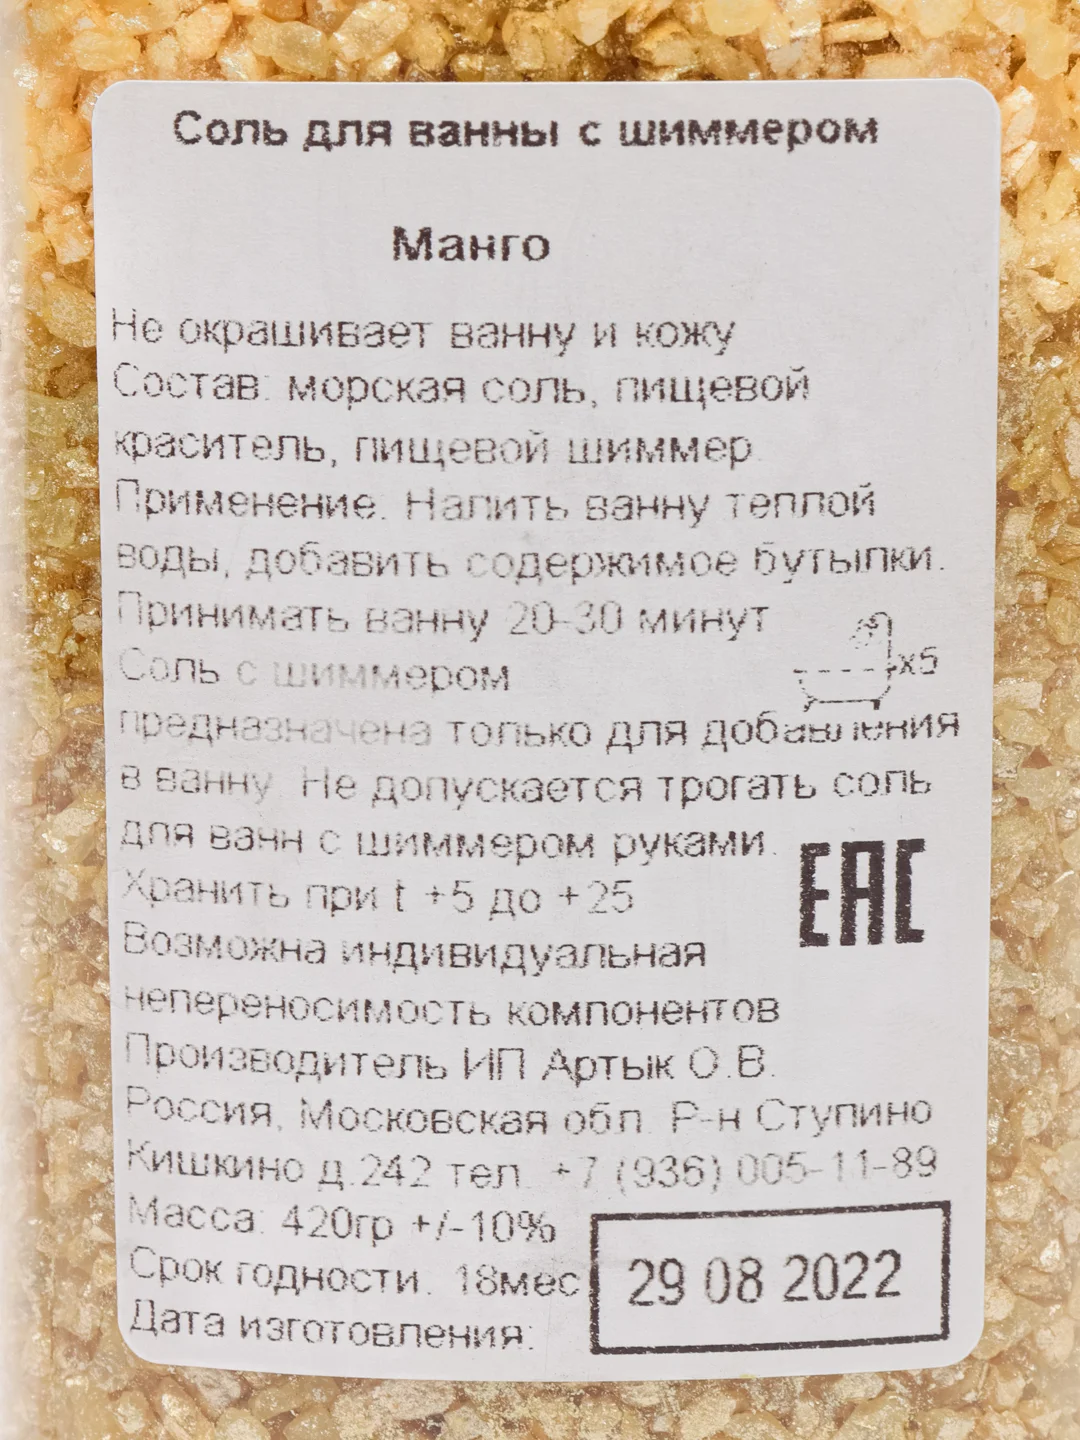 Соль для ванны с шиммером
Манго
Не окрашивает ванну и кожу
Состав: морская соль, пищевой
краситель, пищевой шиммер.
Применение. Налить ванну теплой
воды, добавить содержимое бутылки.
Принимать ванну 20-30 минут
Соль с шиммером
x5
предназначена только для добавления
в ванну. Не допускается трогать соль
для ванн с шиммером руками.
Хранить при t +5 до +25
EAC
Возможна индивидуальная
непереносимость компонентов
Производитель ИП Артык О.В.
Россия, Московская обл. Р-н Ступино
Кишкино д.242 тел. +7 (936) 005-11-89
Масса: 420гр +/-10%
Срок годности: 18мес
Дата изготовления:
29 08 2022